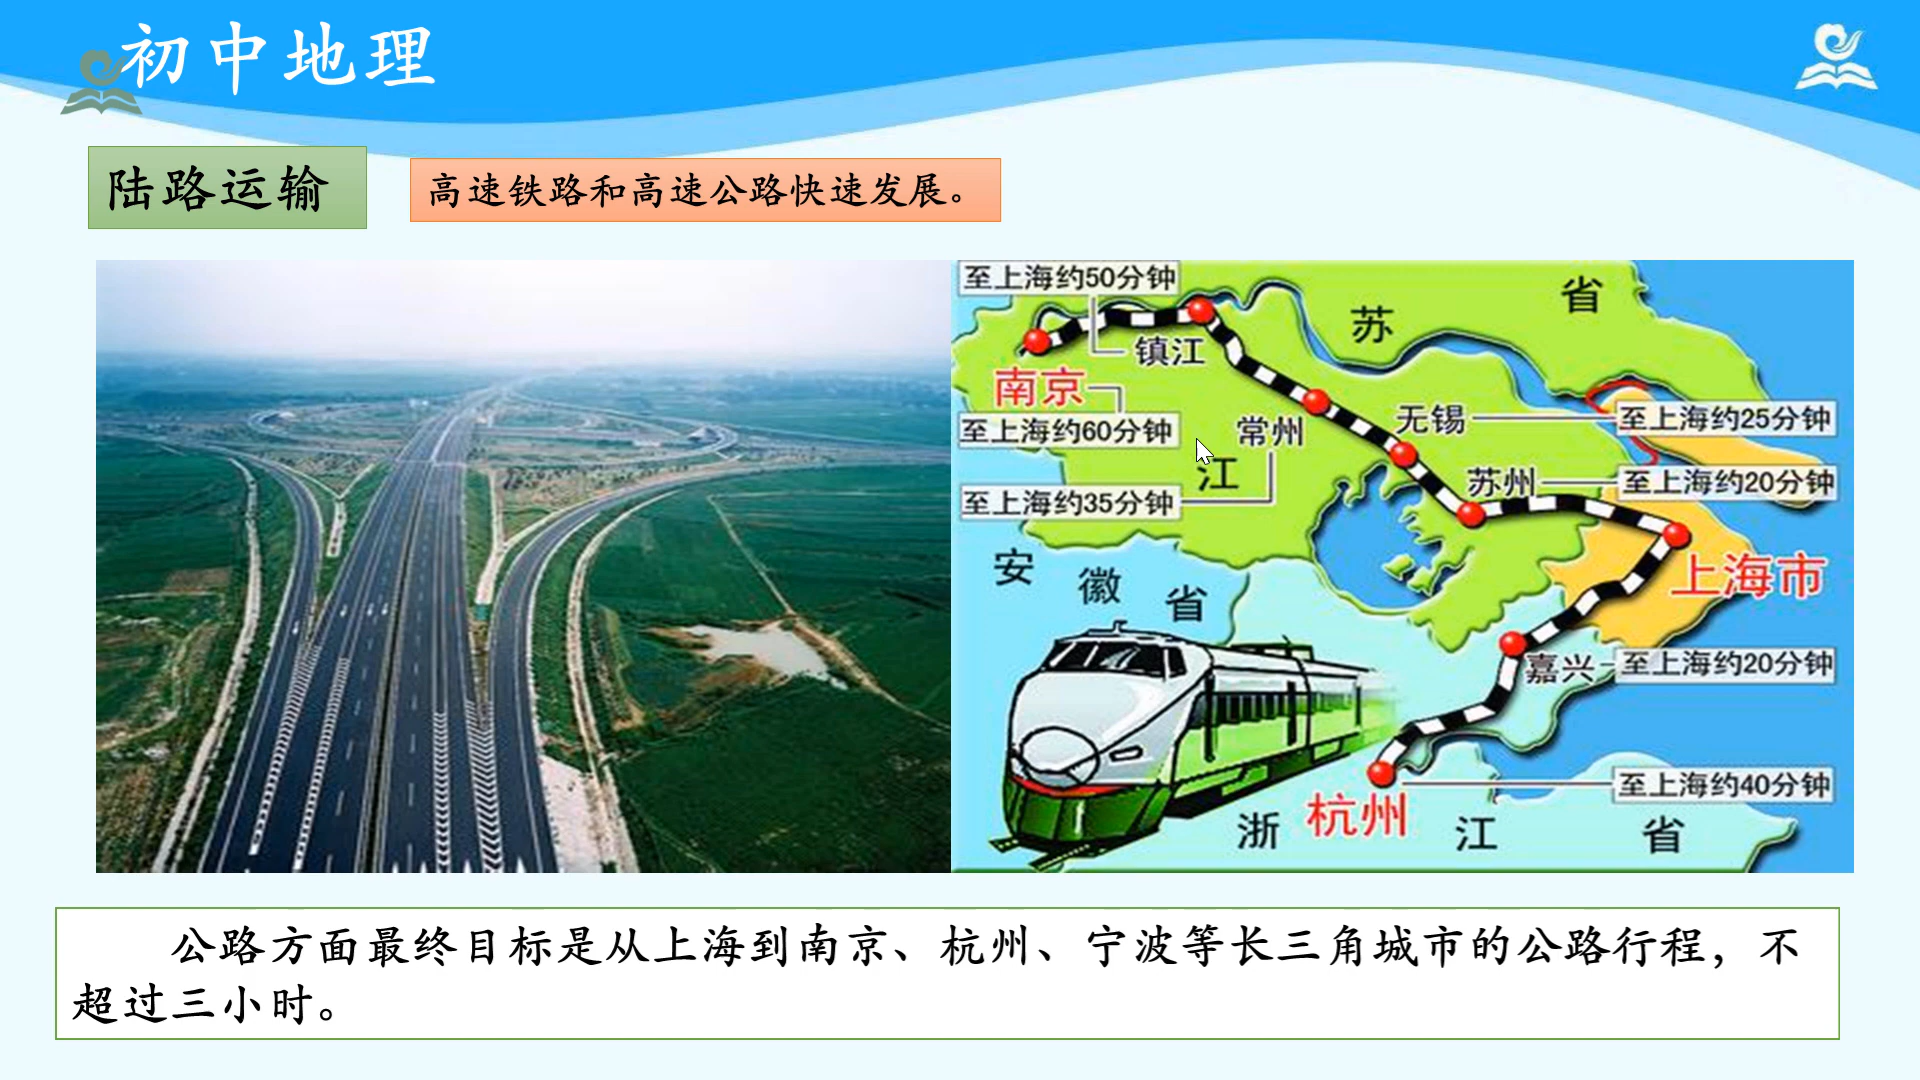 初中地理
陆路运输
高速铁路和高速公路快速发展。
至上海约50分钟
省
苏
镇江
南京
至上海约60分钟
常州
无锡
至上海约25分钟
江
苏州
至上海约20分钟
至上海约35分钟
安徽省
上海市
嘉兴
至上海约20分钟
至上海约40分钟
杭州
浙江省
公路方面最终目标是从上海到南京、杭州、宁波等长三角城市的公路行程，不
超过三小时。